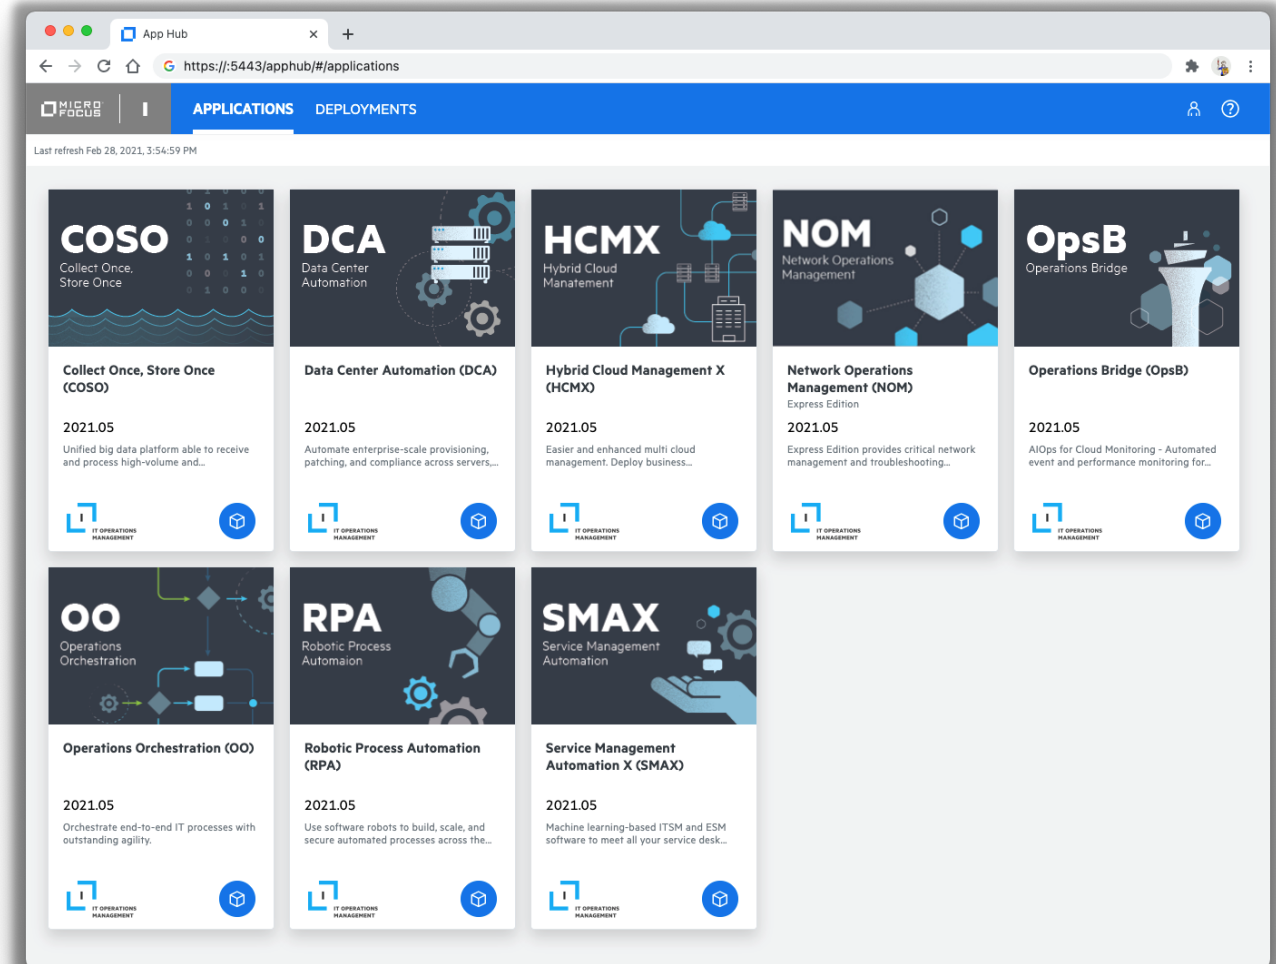 App Hub
https://:5443/apphub/#/applications
MICRO
FOCUS
I
APPLICATIONS
DEPLOYMENTS
Last refresh Feb 28, 2021, 3:54:59 PM
COSO
Collect Once,
Store Once
Collect Once, Store Once
(COSO)
2021.05
Unified big data platform able to receive
and process high-volume and...
I
IT OPERATIONS
MANAGEMENT
DCA
Data Center
Automation
Data Center Automation (DCA)
2021.05
Automate enterprise-scale provisioning,
patching, and compliance across servers,...
I
IT OPERATIONS
MANAGEMENT
HCMX
Hybrid Cloud
Manatement
Hybrid Cloud Management X
(HCMX)
2021.05
Easier and enhanced multi cloud
management. Deploy business...
I
IT OPERATIONS
MANAGEMENT
NOM
Network Operations
Management
Network Operations
Management (NOM)
Express Edition
2021.05
Express Edition provides critical network
management and troubleshooting...
I
IT OPERATIONS
MANAGEMENT
OpsB
Operations Bridge
Operations Bridge (OpsB)
2021.05
AIOps for Cloud Monitoring - Automated
event and performance monitoring for...
I
IT OPERATIONS
MANAGEMENT
OO
Operations
Orchestration
Operations Orchestration (OO)
2021.05
Orchestrate end-to-end IT processes with
outstanding agility.
I
IT OPERATIONS
MANAGEMENT
RPA
Robotic Process
Automaion
Robotic Process Automation
(RPA)
2021.05
Use software robots to build, scale, and
secure automated processes across the...
I
IT OPERATIONS
MANAGEMENT
SMAX
Service Management
Automation
Service Management
Automation X (SMAX)
2021.05
Machine learning-based ITSM and ESM
software to meet all your service desk...
I
IT OPERATIONS
MANAGEMENT